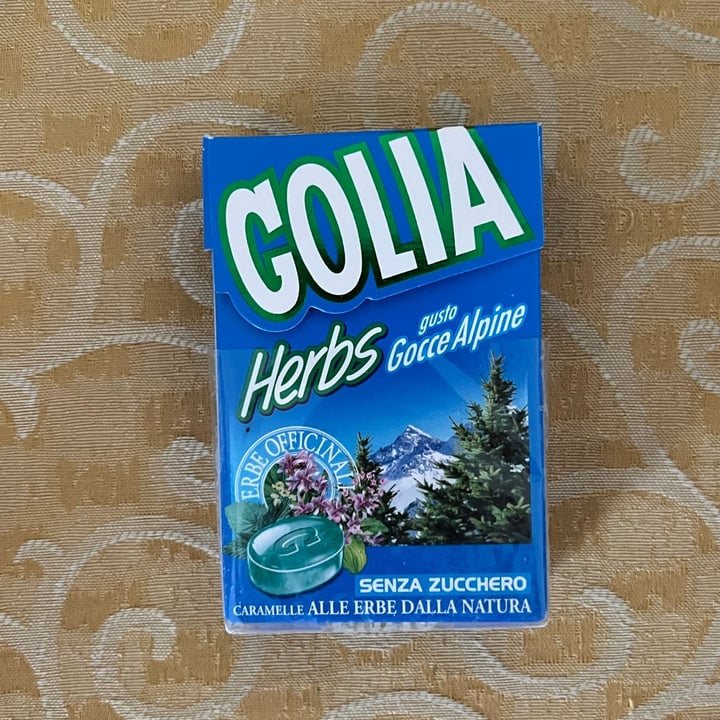 GOLIA
Herbs
gusto
Gocce Alpine
ERBE OFFICINALI
SENZA ZUCCHERO
CARAMELLE ALLE ERBE DALLA NATURA